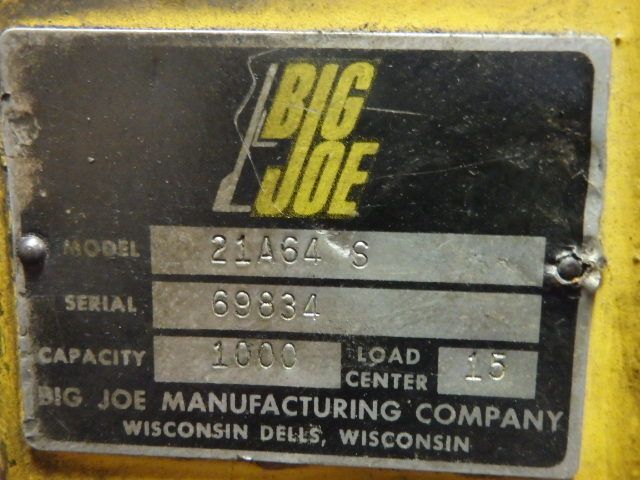 BIG
JOE
MODEL 21A64 S
SERIAL 69834
CAPACITY 1000 LOAD CENTER 15
BIG JOE MANUFACTURING COMPANY
WISCONSIN DELLS, WISCONSIN